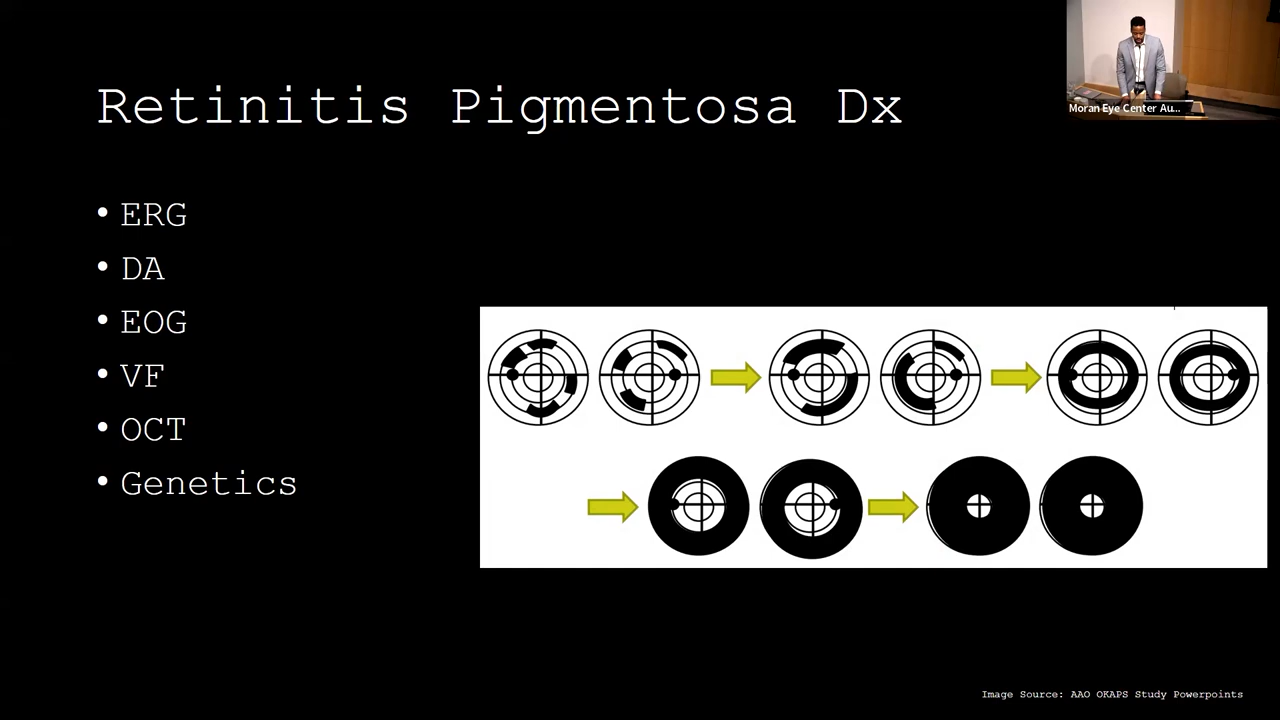 Retinitis Pigmentosa Dx
Moran Eye Center Au...
• ERG
• DA
• EOG
• VF
• OCT
• Genetics
Image Source: AAO OKAPS Study Powerpoints